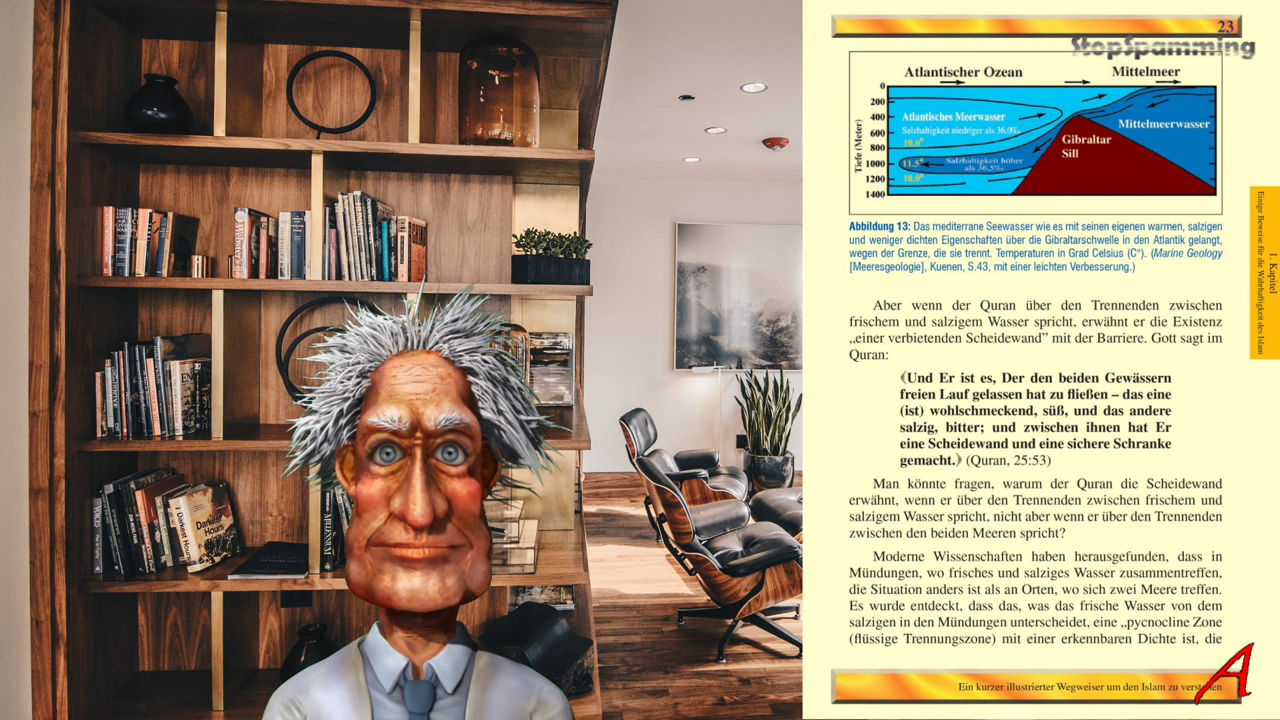 23
StopSpamming
Atlantischer Ozean
Mittelmeer
Tiefe (Meter)
0
200
400
600
800
1000
1200
1400
Atlantisches Meerwasser
Salzhaltigkeit niedriger als 36.0‰
10.0°
11.5°
Salzhaltigkeit höher
als 36.5‰
10.0°
Mittelmeerwasser
Gibraltar
Sill
Abbildung 13: Das mediterrane Seewasser wie es mit seinen eigenen warmen, salzigen
und weniger dichten Eigenschaften über die Gibraltarschwelle in den Atlantik gelangt,
wegen der Grenze, die sie trennt. Temperaturen in Grad Celsius (C°). (Marine Geology
[Meeresgeologie], Kuenen, S.43, mit einer leichten Verbesserung.)
Aber wenn der Quran über den Trennenden zwischen
frischem und salzigem Wasser spricht, erwähnt er die Existenz
„einer verbietenden Scheidewand” mit der Barriere. Gott sagt im
Quran:
﴾Und Er ist es, Der den beiden Gewässern
freien Lauf gelassen hat zu fließen – das eine
(ist) wohlschmeckend, süß, und das andere
salzig, bitter; und zwischen ihnen hat Er
eine Scheidewand und eine sichere Schranke
gemacht.﴿ (Quran, 25:53)
Man könnte fragen, warum der Quran die Scheidewand
erwähnt, wenn er über den Trennenden zwischen frischem und
salzigem Wasser spricht, nicht aber wenn er über den Trennenden
zwischen den beiden Meeren spricht?
Moderne Wissenschaften haben herausgefunden, dass in
Mündungen, wo frisches und salziges Wasser zusammentreffen,
die Situation anders ist als an Orten, wo sich zwei Meere treffen.
Es wurde entdeckt, dass das, was das frische Wasser von dem
salzigen in den Mündungen unterscheidet, eine „pycnocline Zone
(flüssige Trennungszone) mit einer erkennbaren Dichte ist, die
Ein kurzer illustrierter Wegweiser um den Islam zu verstehen
A
1. Kapitel
Einige Beweise für die Wahrhaftigkeit des Islam
Darkest
Hours
Darkest
Hours
MILLENNIUM